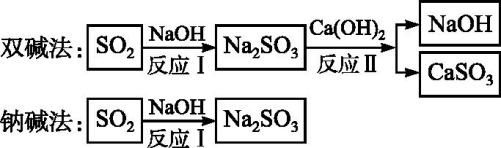 双碱法: SO₂ NaOH 反应Ⅰ Na₂SO₃ Ca(OH)₂ 反应Ⅱ NaOH CaSO₃
钠碱法: SO₂ NaOH 反应Ⅰ Na₂SO₃